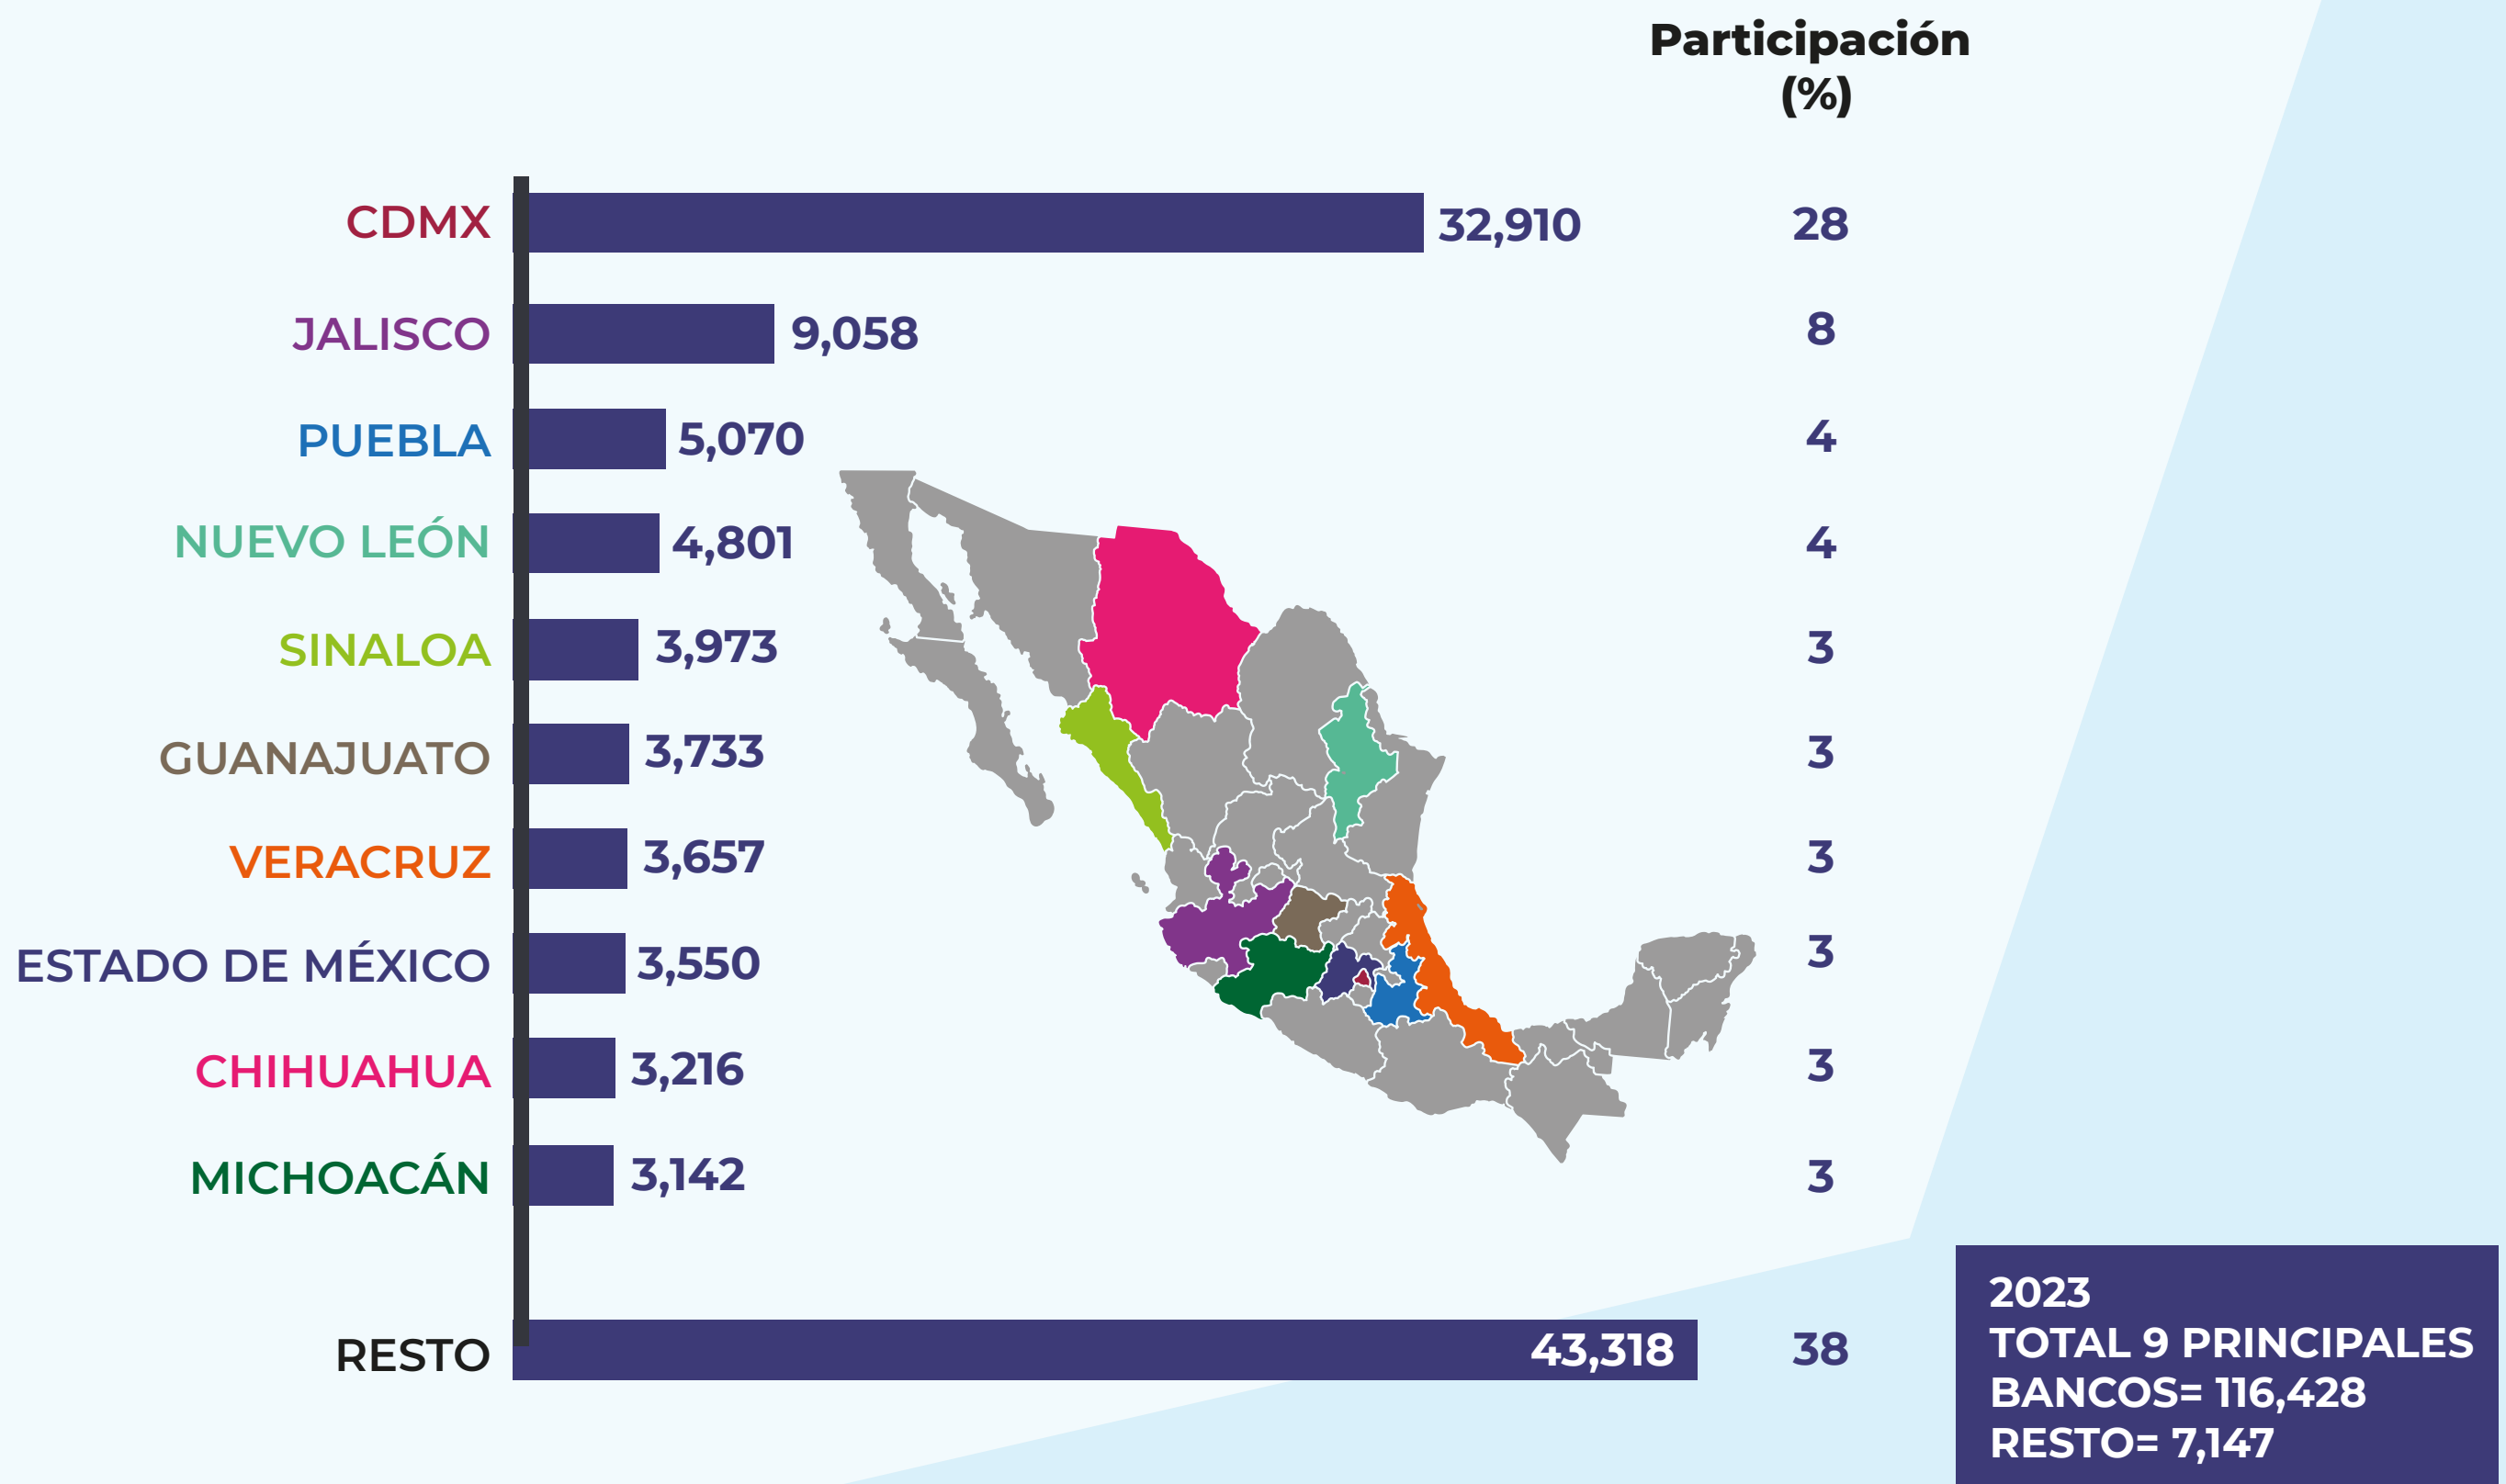 Participación
(%)
CDMX 32,910 28
JALISCO 9,058 8
PUEBLA 5,070 4
NUEVO LEÓN 4,801 4
SINALOA 3,973 3
GUANAJUATO 3,733 3
VERACRUZ 3,657 3
ESTADO DE MÉXICO 3,550 3
CHIHUAHUA 3,216 3
MICHOACÁN 3,142 3
RESTO 43,318 38
2023
TOTAL 9 PRINCIPALES
BANCOS= 116,428
RESTO= 7,147